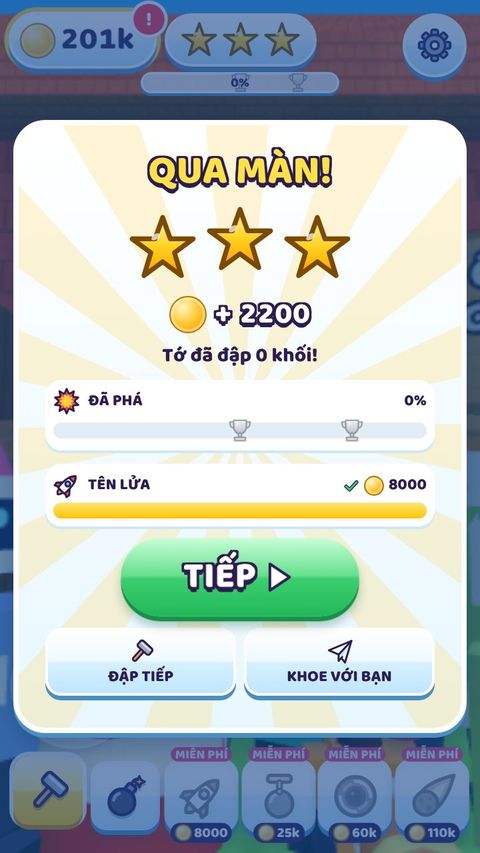 201k
!
0%
QUA MÀN!
+ 2200
Tớ đã đập 0 khối!
ĐÃ PHÁ 0%
TÊN LỬA 8000
TIẾP
ĐẬP TIẾP KHOE VỚI BẠN
MIỄN PHÍ MIỄN PHÍ MIỄN PHÍ MIỄN PHÍ
8000 25k 60k 110k